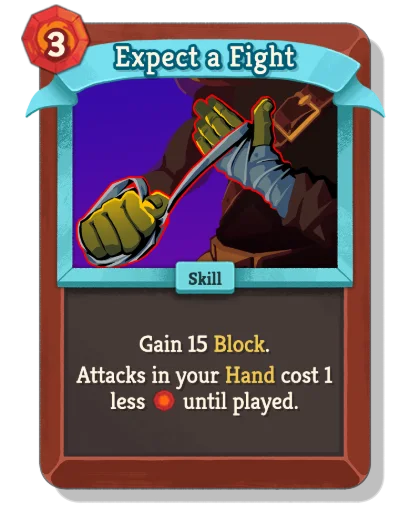 3
Expect a Fight
Skill
Gain 15 Block.
Attacks in your Hand cost 1
less until played.